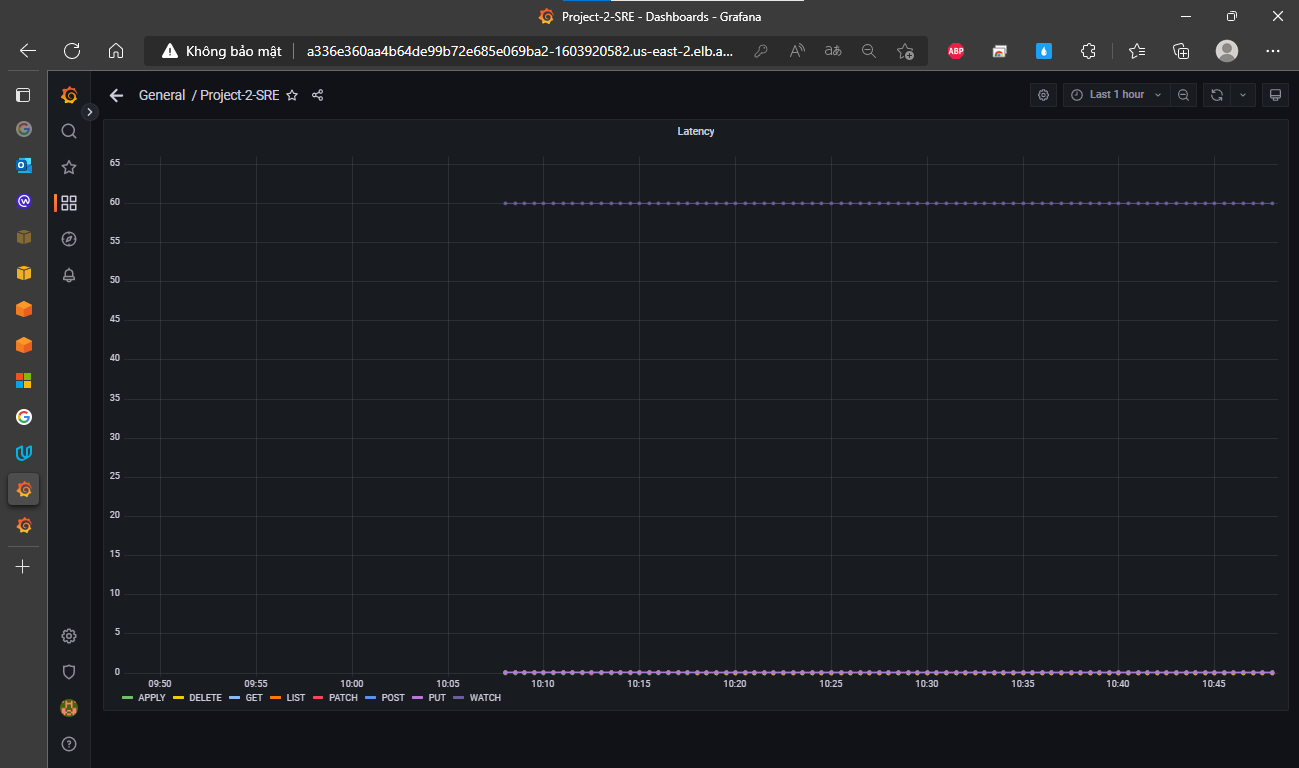 Project-2-SRE - Dashboards - Grafana
Không bảo mật
a336e360aa4b64de99b72e685e069ba2-1603920582.us-east-2.elb.a...
A))
aあ
ABP
General / Project-2-SRE
Last 1 hour
Latency
65
60
55
50
45
40
35
30
25
20
15
10
5
0
09:50 09:55 10:00 10:05 10:10 10:15 10:20 10:25 10:30 10:35 10:40 10:45
APPLY DELETE GET LIST PATCH POST PUT WATCH